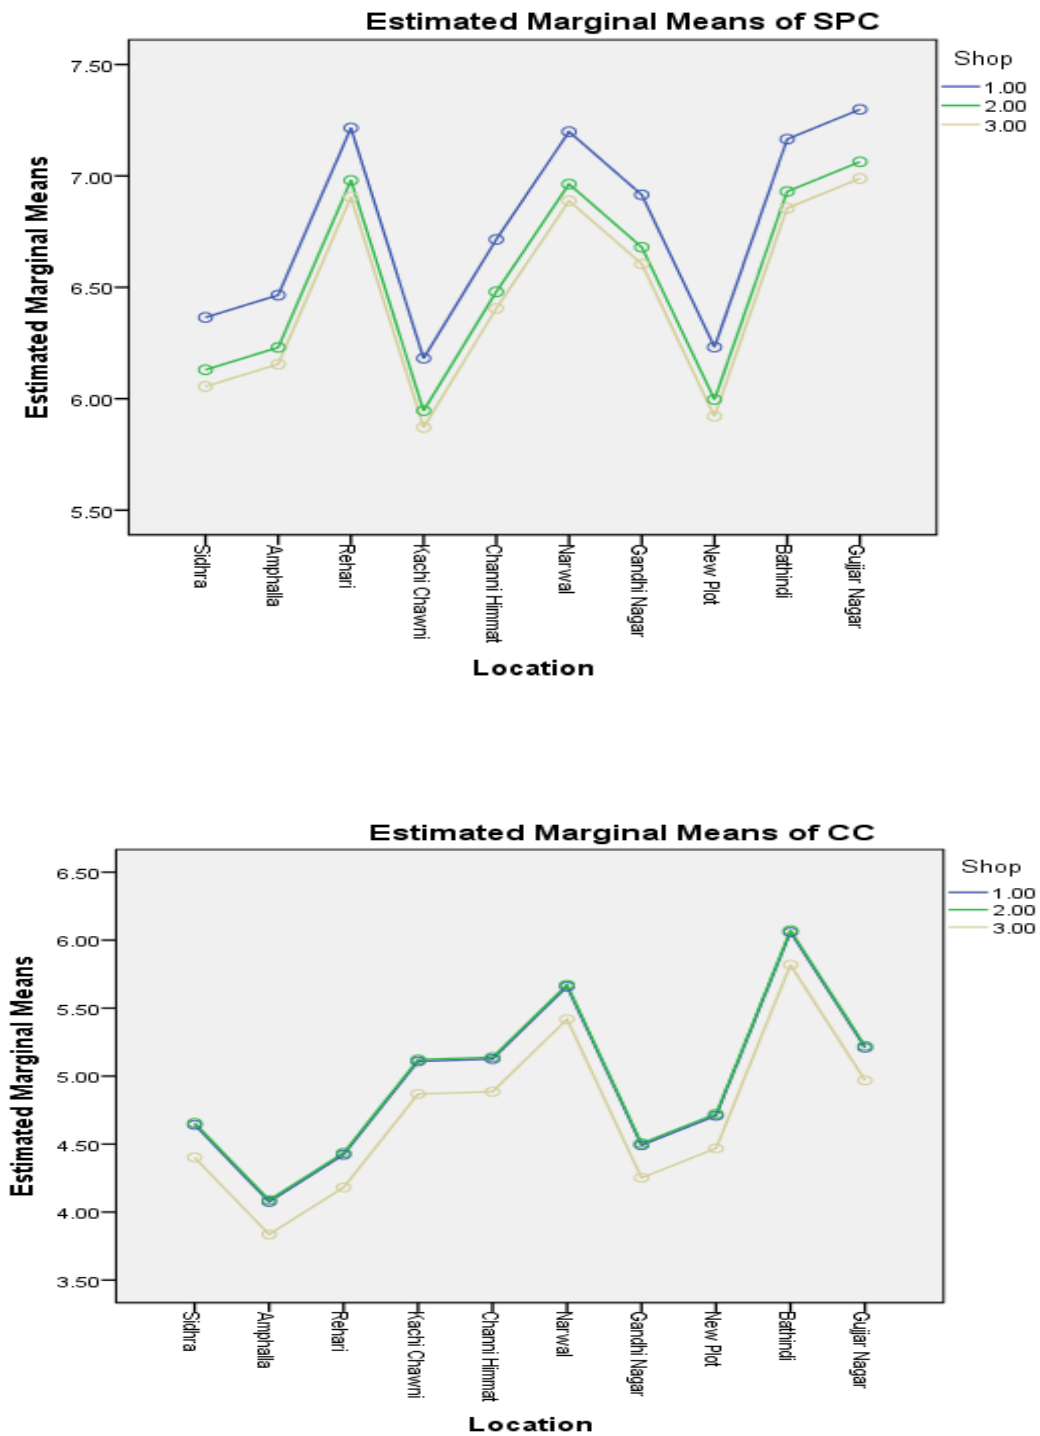 Estimated Marginal Means of SPC
Shop
1.00
2.00
3.00
Estimated Marginal Means
7.50
7.00
6.50
6.00
5.50
Sidhra
Amphalla
Rehari
Kachi Chawni
Channi Himmat
Narwal
Gandhi Nagar
New Plot
Bathindi
Gujjar Nagar
Location
Estimated Marginal Means of CC
Shop
1.00
2.00
3.00
Estimated Marginal Means
6.50
6.00
5.50
5.00
4.50
4.00
3.50
Sidhra
Amphalla
Rehari
Kachi Chawni
Channi Himmat
Narwal
Gandhi Nagar
New Plot
Bathindi
Gujjar Nagar
Location